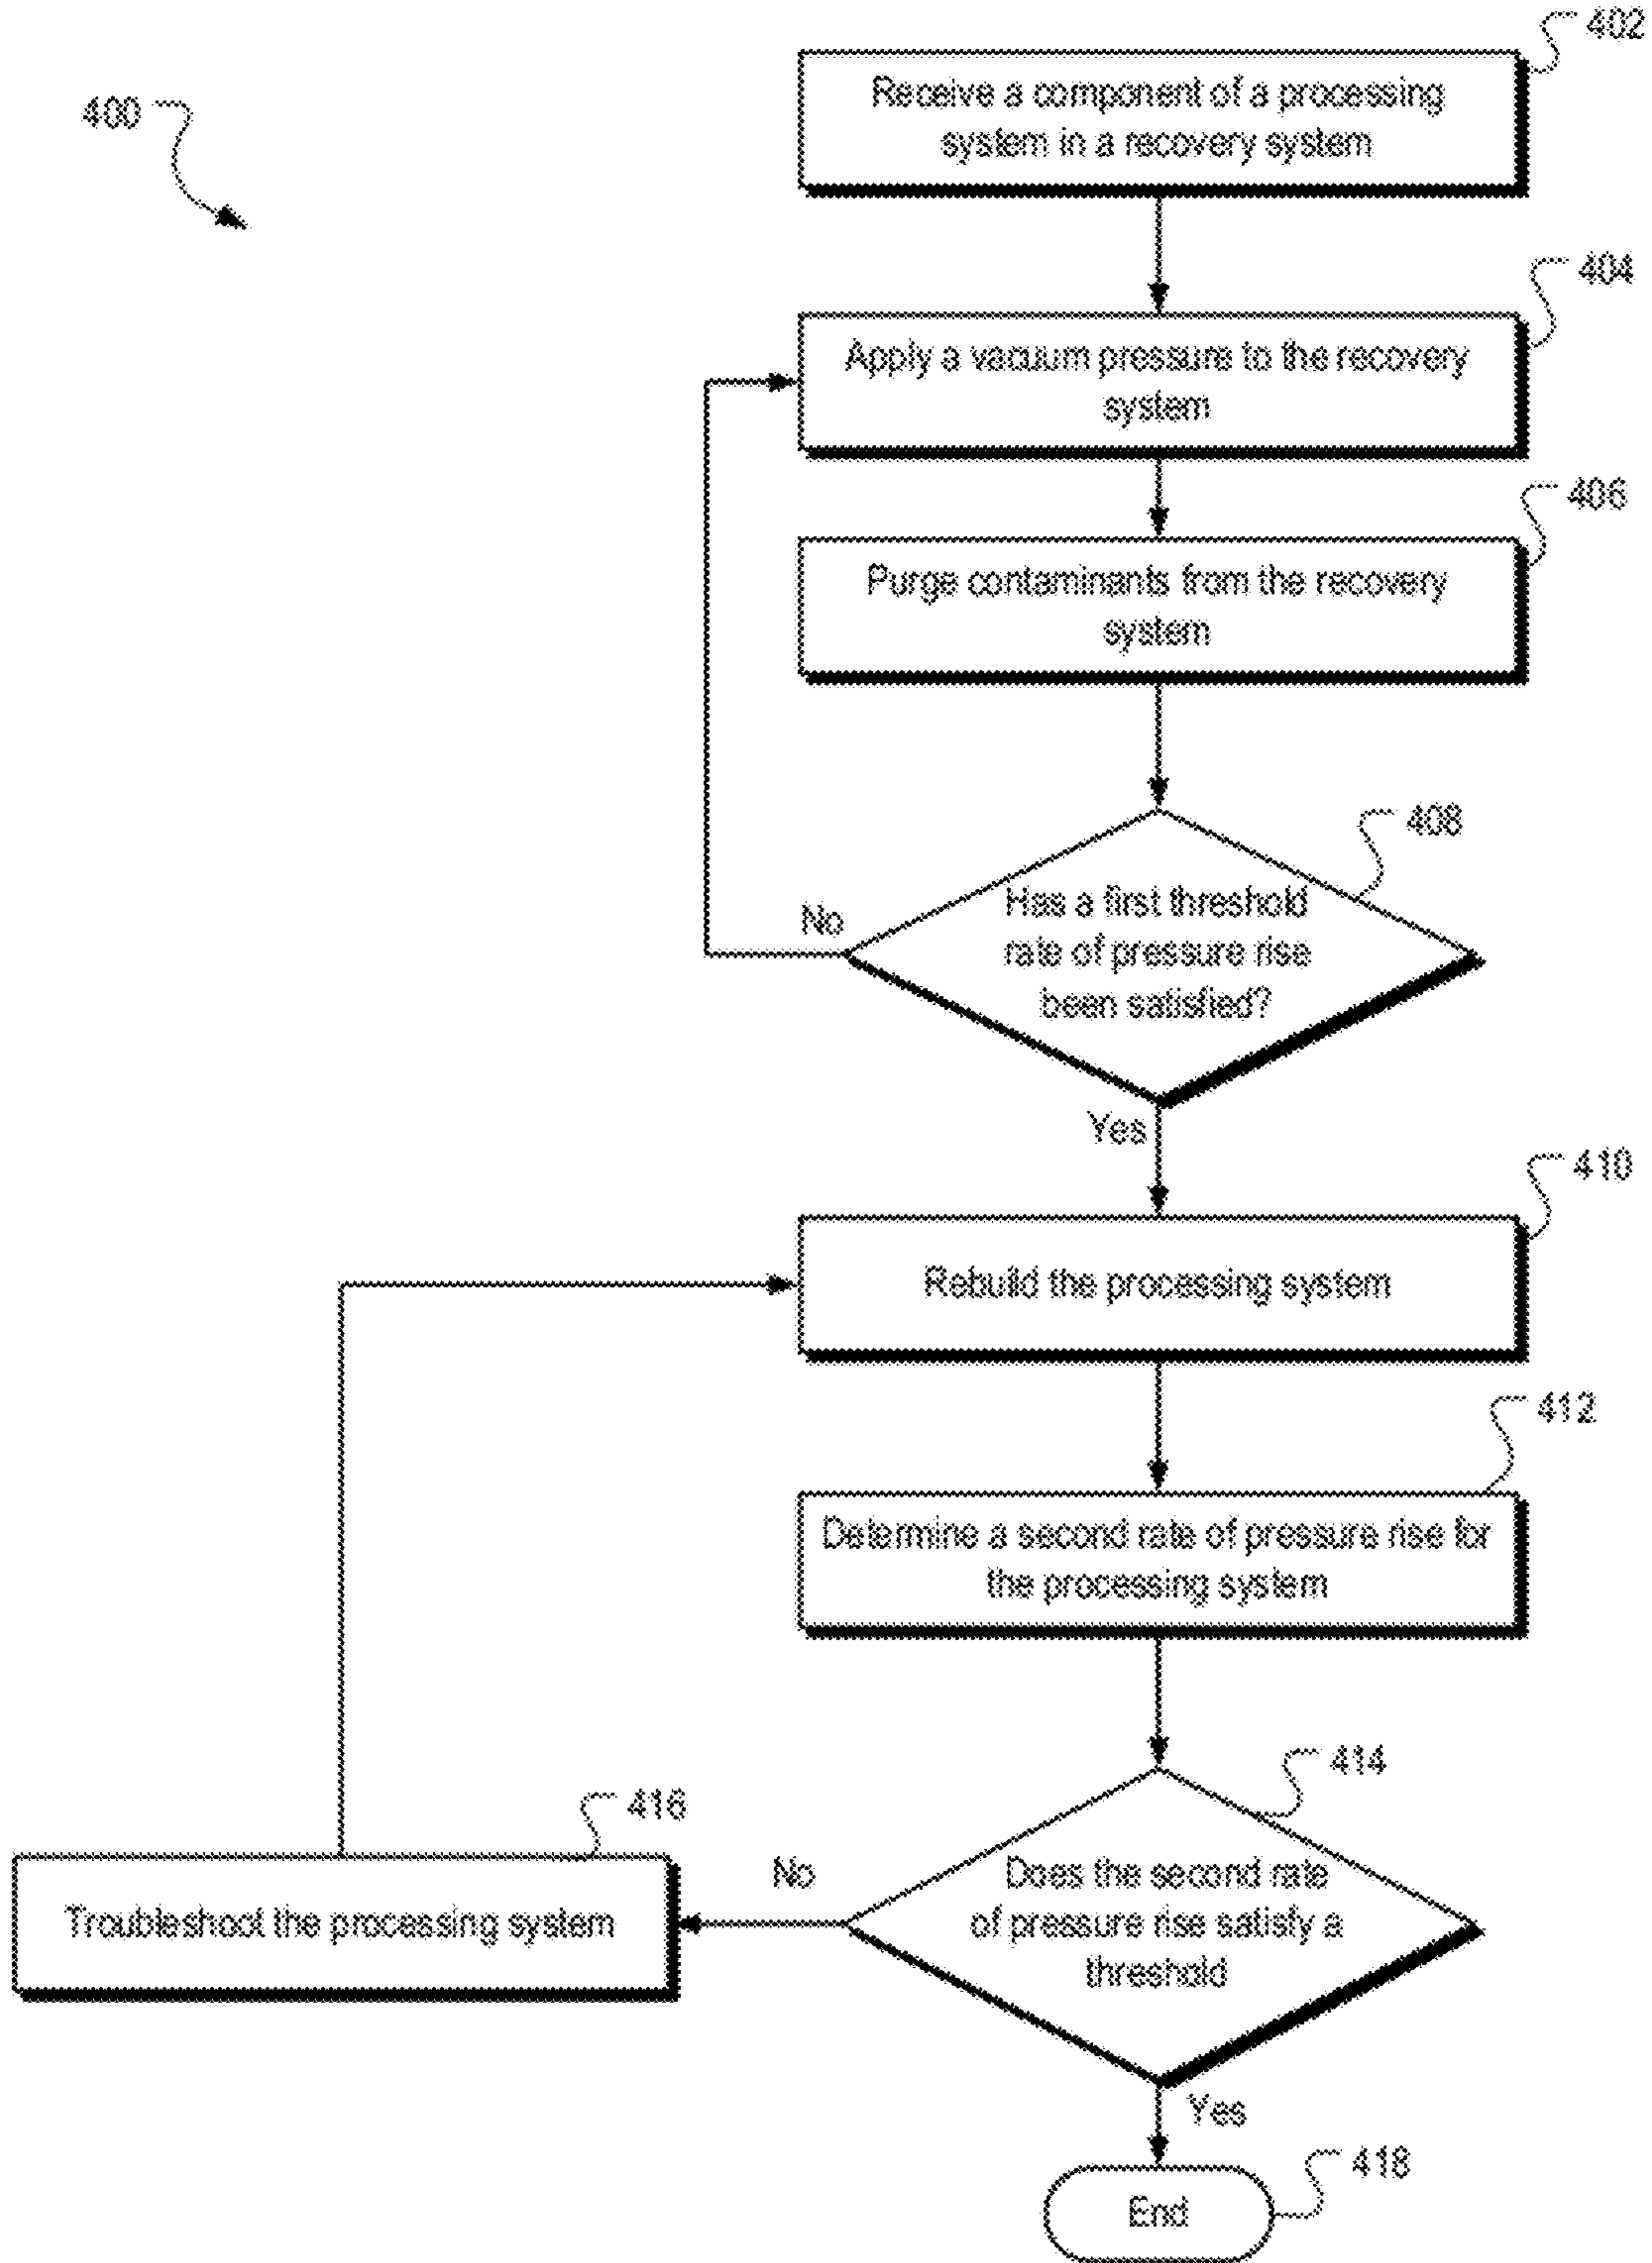 400
402
Receive a component of a processing
system in a recovery system
404
Apply a vacuum pressure to the recovery
system
406
Purge contaminants from the recovery
system
408
Has a first threshold
rate of pressure rise
been satisfied?
No
Yes
410
Rebuild the processing system
412
Determine a second rate of pressure rise for
the processing system
414
Does the second rate
of pressure rise satisfy a
threshold
No
416
Troubleshoot the processing system
Yes
418
End